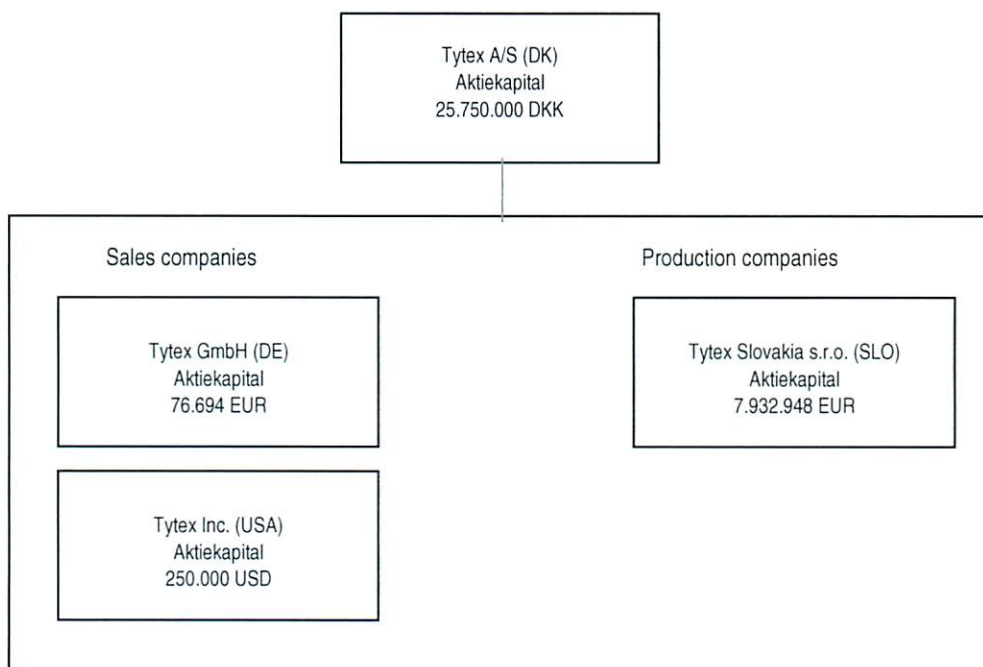 Tytex A/S (DK)
Aktiekapital
25.750.000 DKK
Sales companies
Production companies
Tytex GmbH (DE)
Aktiekapital
76.694 EUR
Tytex Slovakia s.r.o. (SLO)
Aktiekapital
7.932.948 EUR
Tytex Inc. (USA)
Aktiekapital
250.000 USD